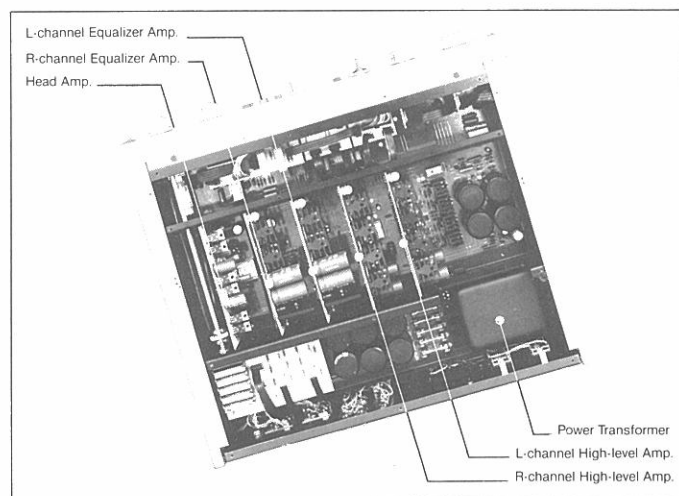 L-channel Equalizer Amp.
R-channel Equalizer Amp.
Head Amp.
Power Transformer
L-channel High-level Amp.
R-channel High-level Amp.